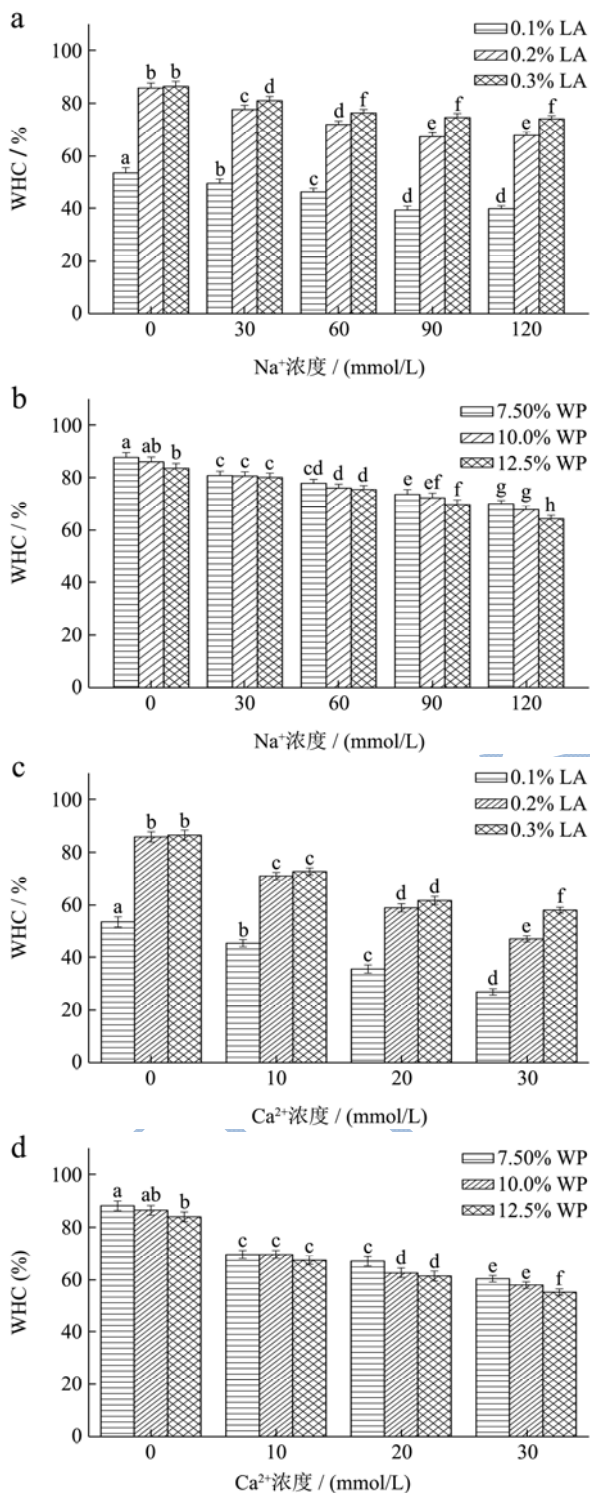 a
0.1% LA
0.2% LA
0.3% LA
100
80
60
40
20
0
WHC / %
a b b b c d c d f d e f d e f
0 30 60 90 120
Na⁺浓度 / (mmol/L)
b
7.50% WP
10.0% WP
12.5% WP
100
80
60
40
20
0
WHC / %
a ab b c c c cd d d e ef f g g h
0 30 60 90 120
Na⁺浓度 / (mmol/L)
c
0.1% LA
0.2% LA
0.3% LA
100
80
60
40
20
0
WHC / %
a b b b c c c d d d e f
0 10 20 30
Ca²⁺浓度 / (mmol/L)
d
7.50% WP
10.0% WP
12.5% WP
100
80
60
40
20
0
WHC (%)
a ab b c c c c d d e e f
0 10 20 30
Ca²⁺浓度 / (mmol/L)